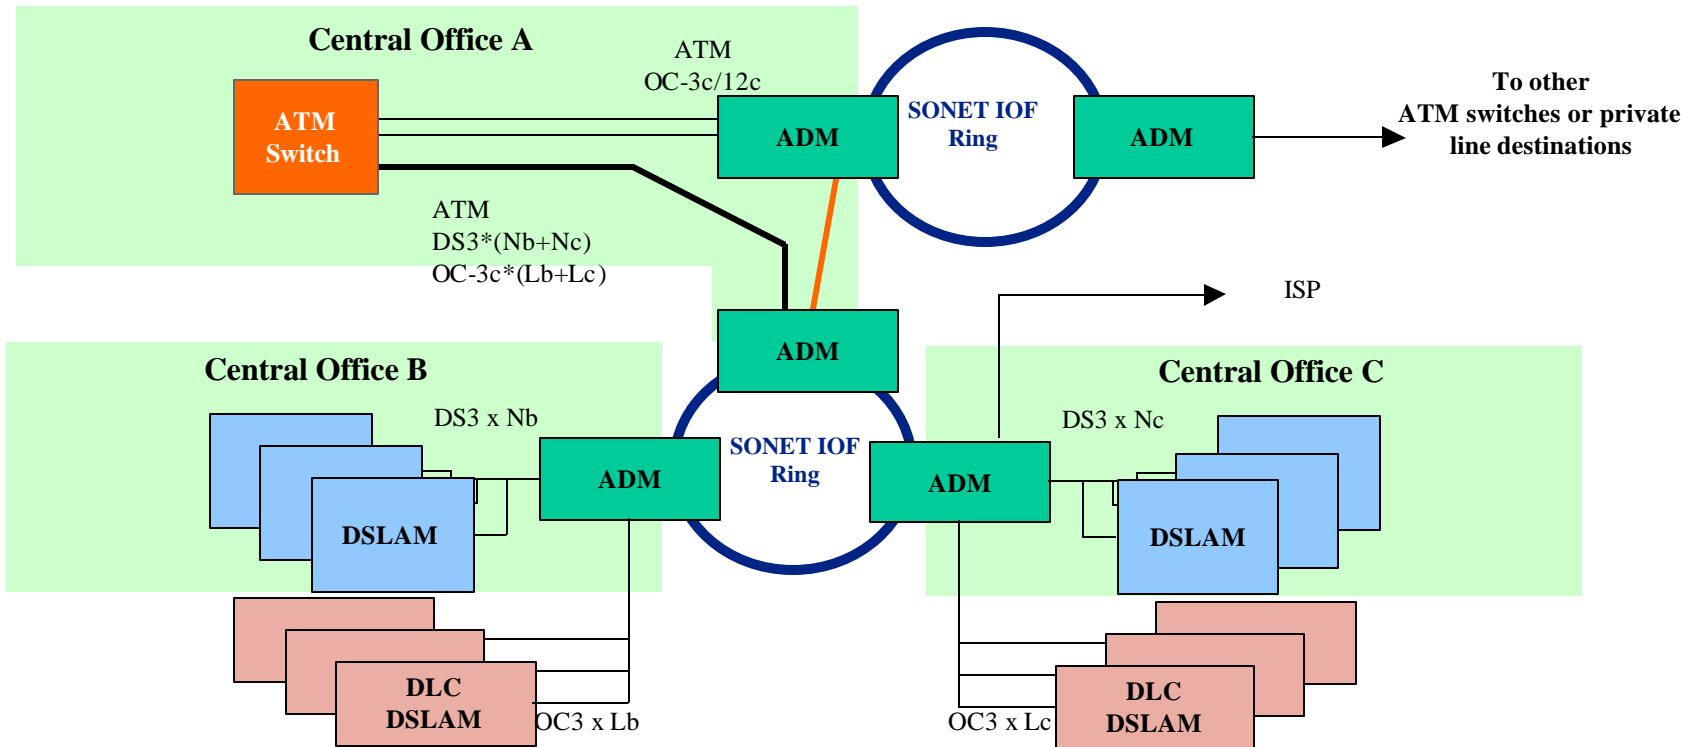 Central Office A
ATM
OC-3c/12c
ATM
Switch
ADM
SONET IOF
Ring
ADM
To other
ATM switches or private
line destinations
ATM
DS3*(Nb+Nc)
OC-3c*(Lb+Lc)
ISP
ADM
Central Office B
Central Office C
DS3 x Nb
DS3 x Nc
SONET IOF
Ring
ADM
ADM
DSLAM
DSLAM
DLC
DSLAM
OC3 x Lb
OC3 x Lc
DLC
DSLAM